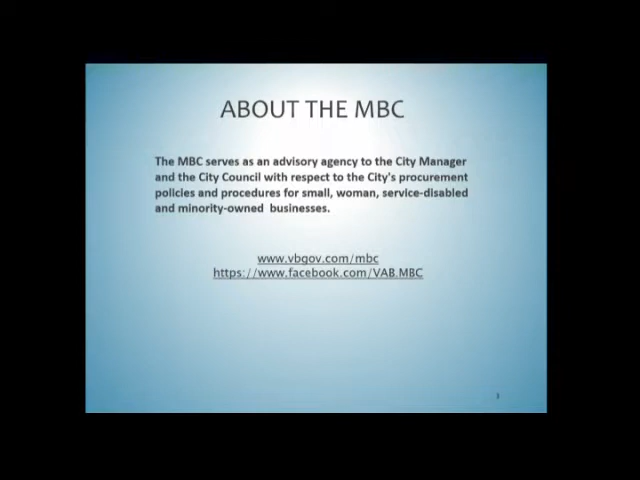 ABOUT THE MBC
The MBC serves as an advisory agency to the City Manager
and the City Council with respect to the City's procurement
policies and procedures for small, woman, service-disabled
and minority-owned businesses.
www.vbgov.com/mbc
https://www.facebook.com/VAB.MBC